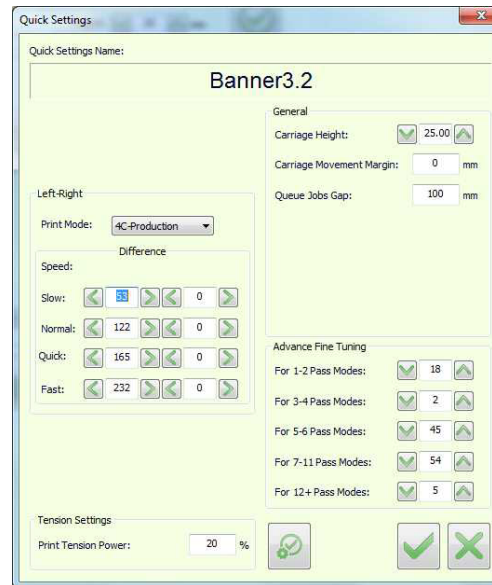 Quick Settings
x
Quick Settings Name:
Banner3.2
General
Carriage Height: 25.00
Carriage Movement Margin: 0 mm
Queue Jobs Gap: 100 mm
Left-Right
Print Mode: 4C-Production
Difference
Speed:
Slow: 53 0
Normal: 122 0
Quick: 165 0
Fast: 232 0
Advance Fine Tuning
For 1-2 Pass Modes: 18
For 3-4 Pass Modes: 2
For 5-6 Pass Modes: 45
For 7-11 Pass Modes: 54
For 12+ Pass Modes: 5
Tension Settings
Print Tension Power: 20 %